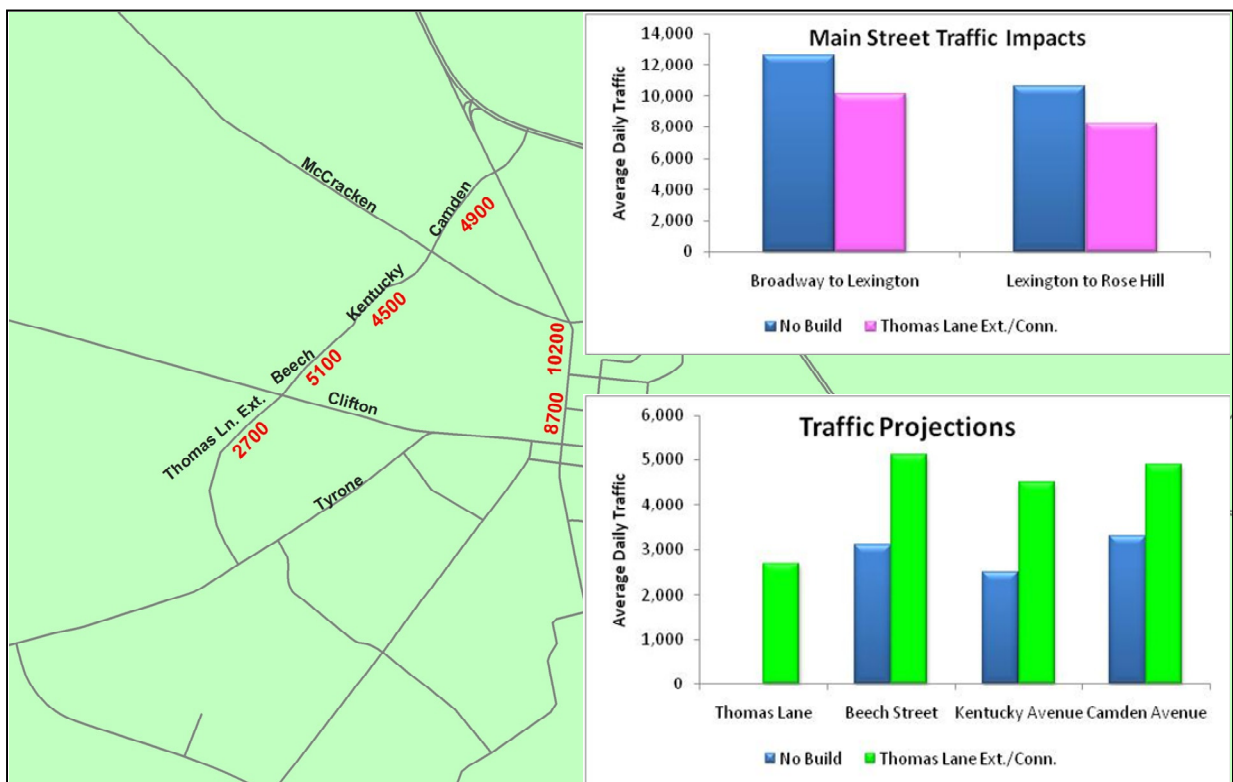 McCracken
Camden
4900
Kentucky
4500
Beech
5100
Clifton
Thomas Ln. Ext.
2700
Tyrone
10200
8700
Main Street Traffic Impacts
Average Daily Traffic
14,000
12,000
10,000
8,000
6,000
4,000
2,000
0
Broadway to Lexington
Lexington to Rose Hill
No Build
Thomas Lane Ext./Conn.
Traffic Projections
Average Daily Traffic
6,000
5,000
4,000
3,000
2,000
1,000
0
Thomas Lane
Beech Street
Kentucky Avenue
Camden Avenue
No Build
Thomas Lane Ext./Conn.